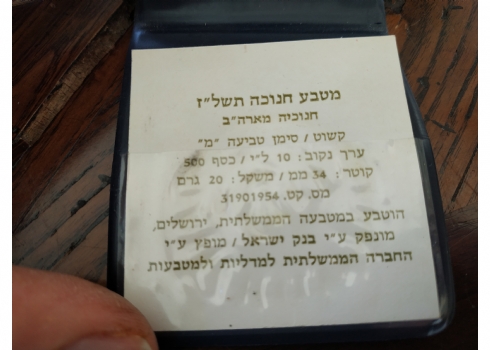 מטבע חנוכה תשל״ז
חנוכיה מארה״ב
קשוט / סימן טביעה ״מ״
ערך נקוב: 10 ל״י / כסף 500
קוטר: 34 ממ / משקל: 20 גרם
מס. קט. 31901954
הוטבע במטבעה הממשלתית, ירושלים,
מונפק ע״י בנק ישראל / מופץ ע״י
החברה הממשלתית למדליות ולמטבעות